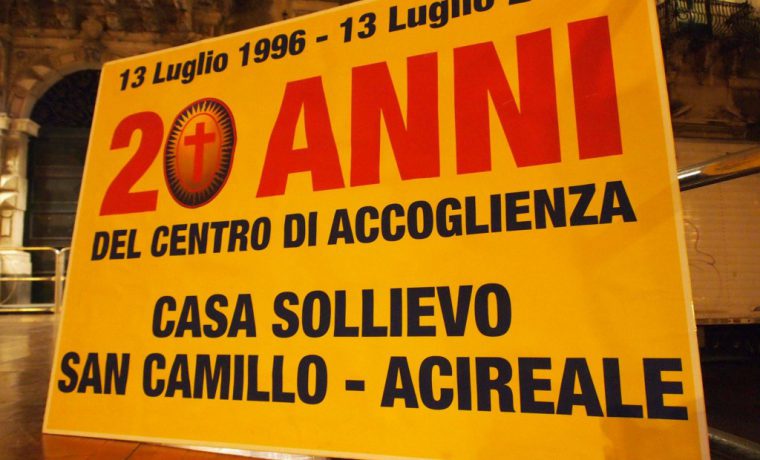 13 Luglio 1996 - 13 Luglio
20 ANNI
DEL CENTRO DI ACCOGLIENZA
CASA SOLLIEVO
SAN CAMILLO - ACIREALE